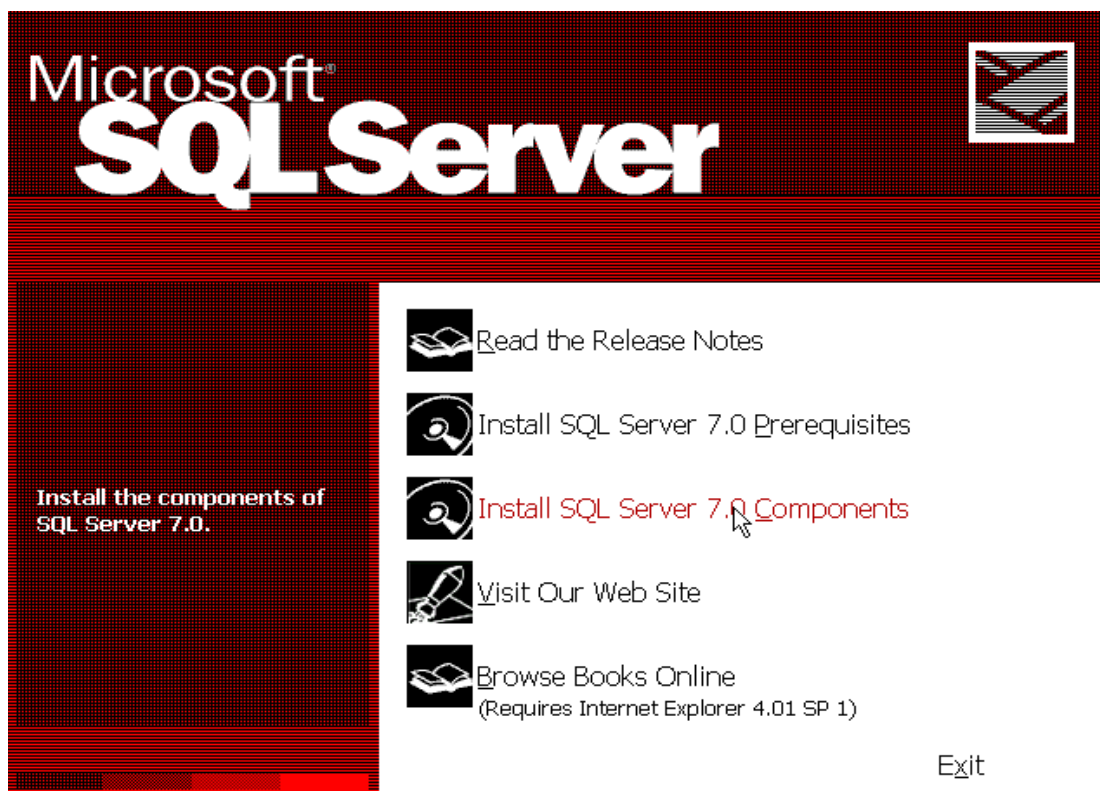 Microsoft®
SQL Server
Read the Release Notes
Install SQL Server 7.0 Prerequisites
Install the components of
SQL Server 7.0.
Install SQL Server 7.0 Components
Visit Our Web Site
Browse Books Online
(Requires Internet Explorer 4.01 SP 1)
Exit